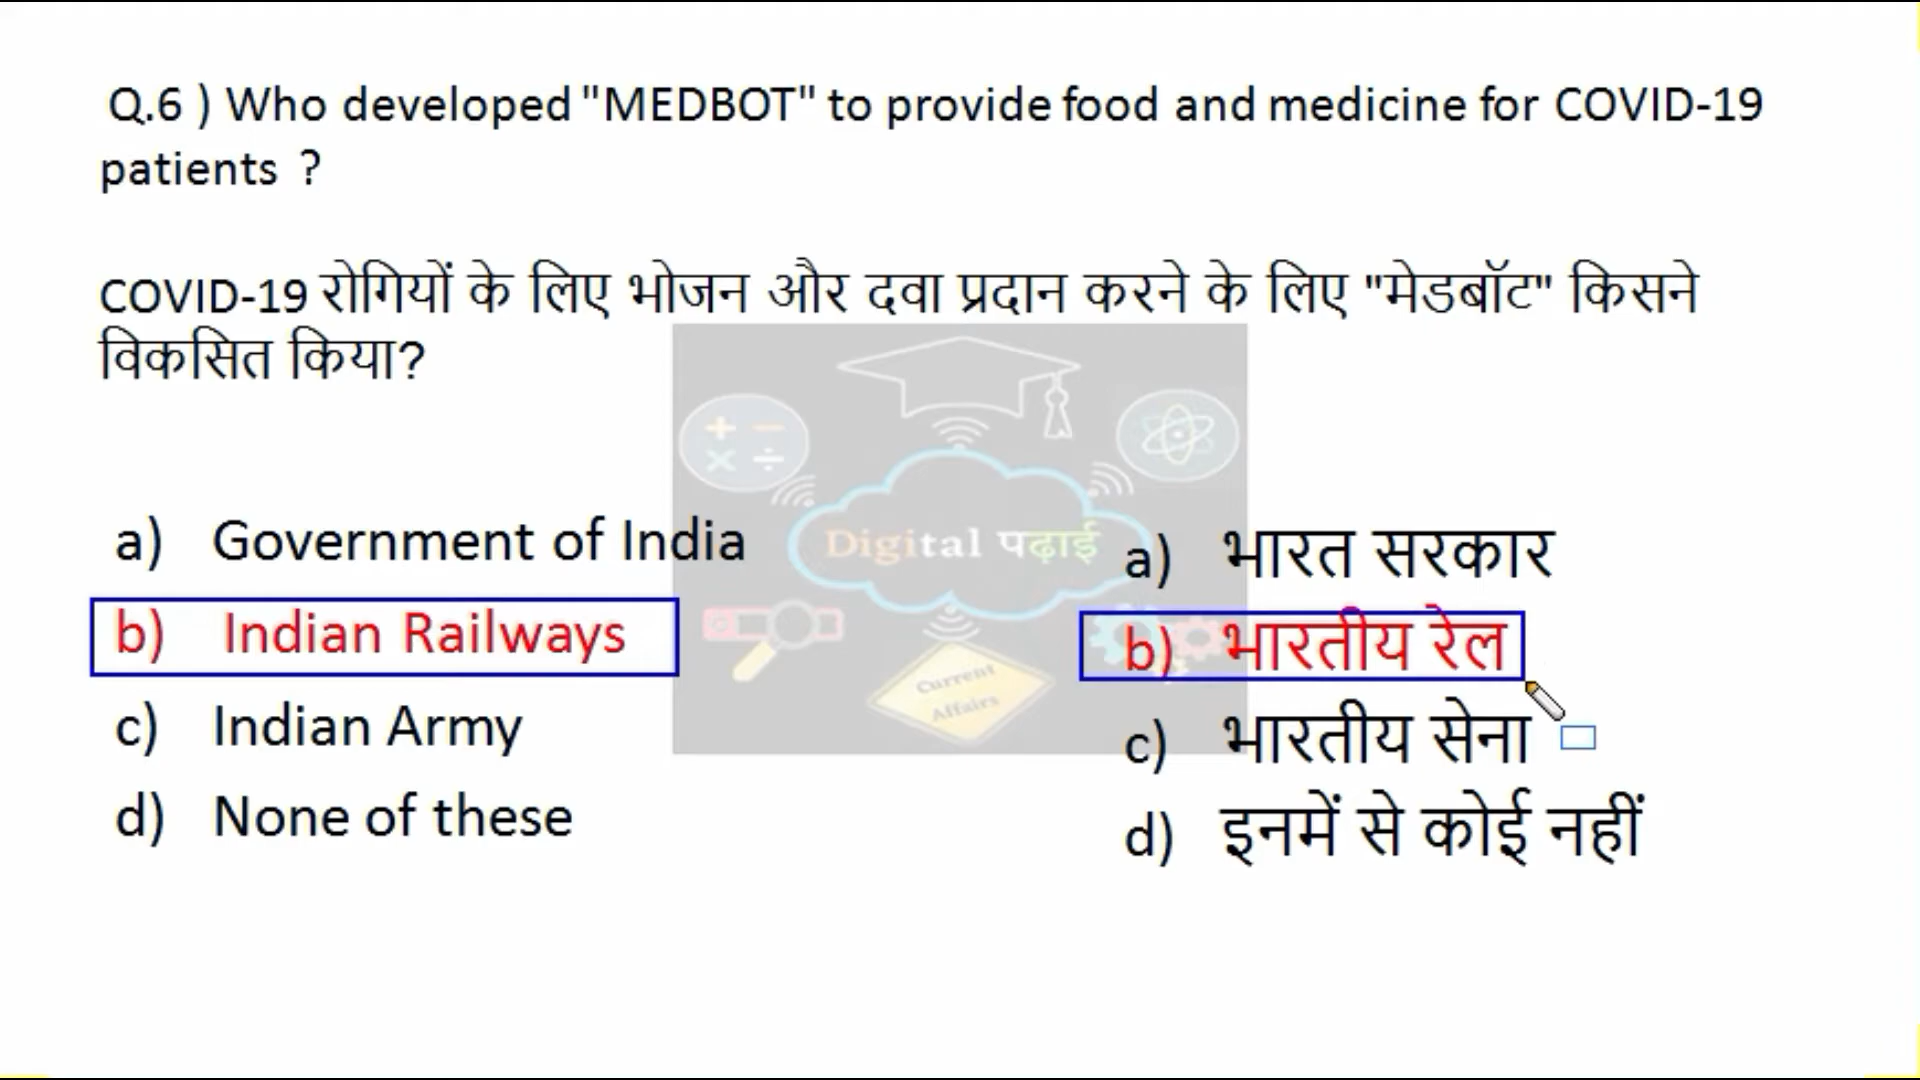 Q.6 ) Who developed "MEDBOT" to provide food and medicine for COVID-19
patients ?
COVID-19 रोगियों के लिए भोजन और दवा प्रदान करने के लिए "मेडबॉट" किसने
विकसित किया?
a) Government of India
b) Indian Railways
c) Indian Army
d) None of these
Digital पढ़ाई
Current
Affairs
a) भारत सरकार
b) भारतीय रेल
c) भारतीय सेना
d) इनमें से कोई नहीं